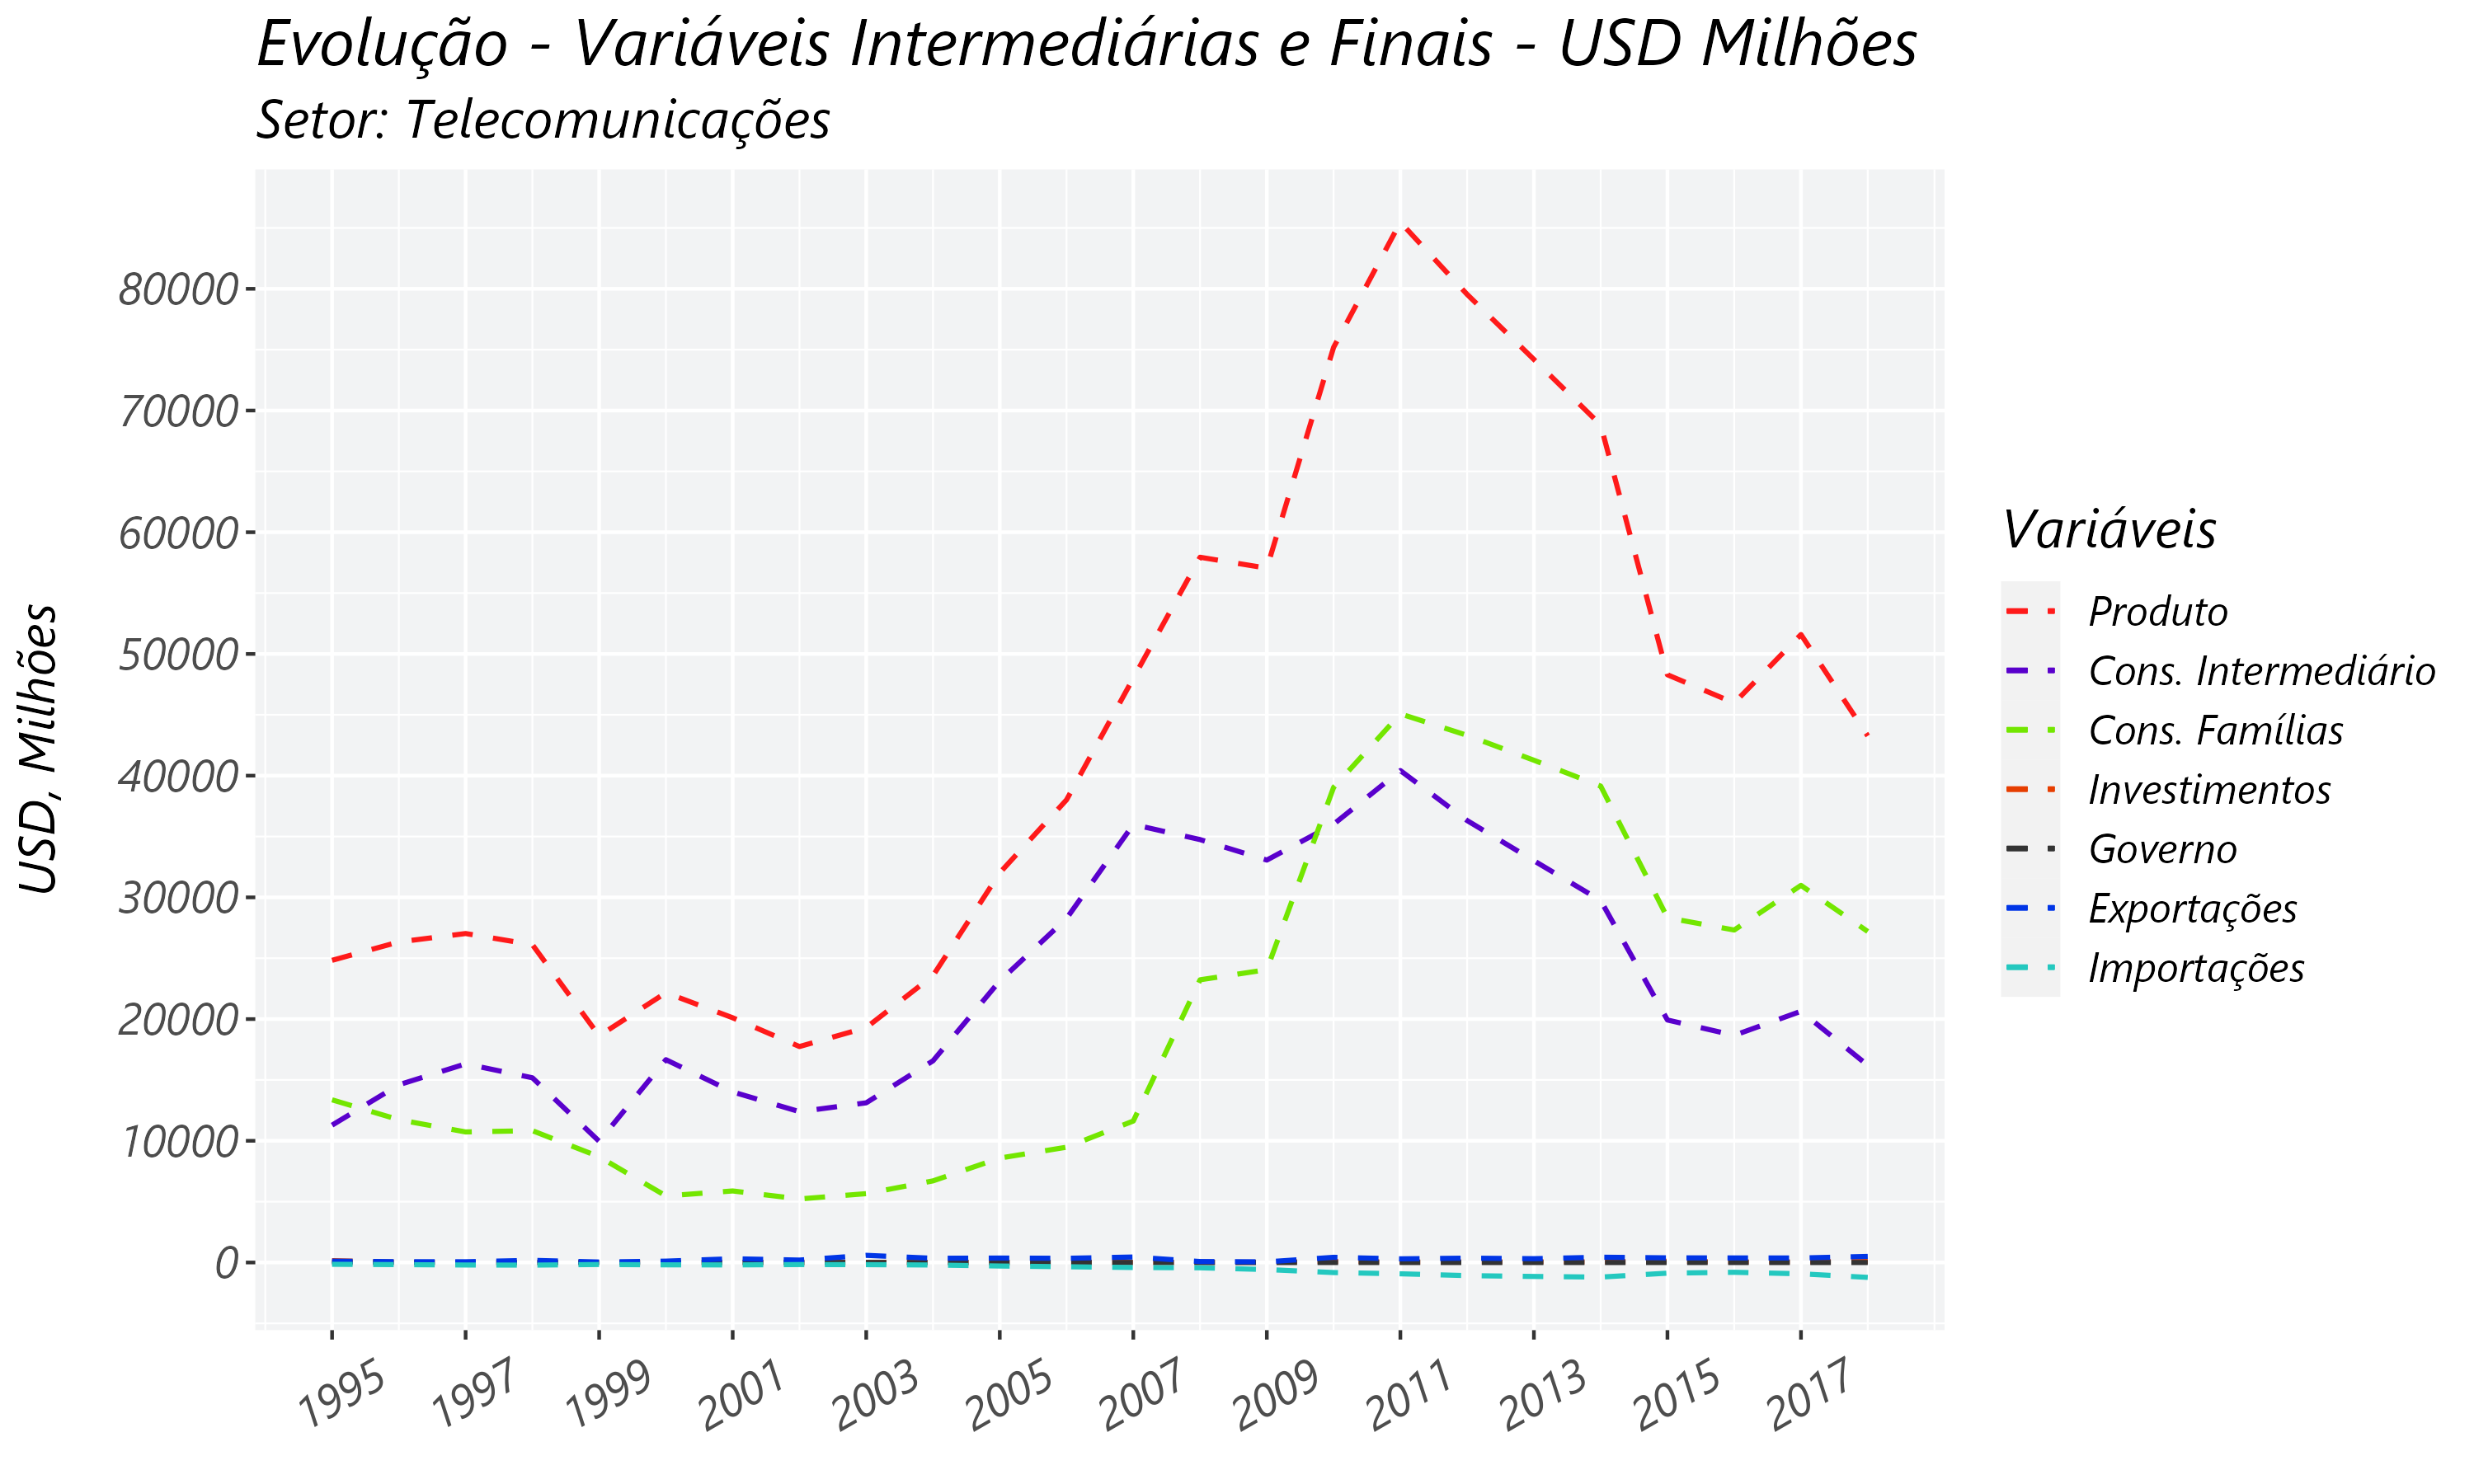 Evolução - Variáveis Intermediárias e Finais - USD Milhões
Setor: Telecomunicações
USD, Milhões
80000
70000
60000
50000
40000
30000
20000
10000
0
1995
1997
1999
2001
2003
2005
2007
2009
2011
2013
2015
2017
Variáveis
Produto
Cons. Intermediário
Cons. Famílias
Investimentos
Governo
Exportações
Importações